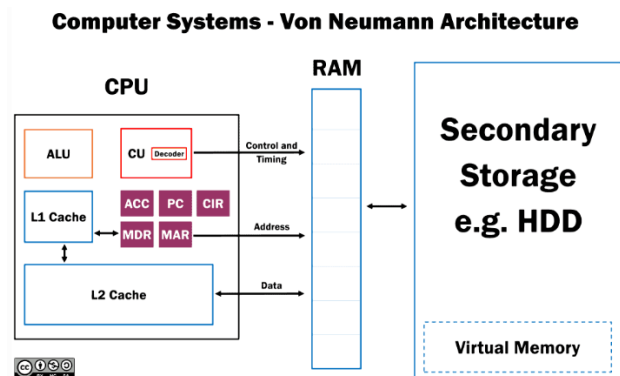 Computer Systems - Von Neumann Architecture
CPU
RAM
ALU
CU
Decoder
Control and
Timing
L1 Cache
ACC
PC
CIR
MDR
MAR
Address
L2 Cache
Data
Secondary
Storage
e.g. HDD
Virtual Memory